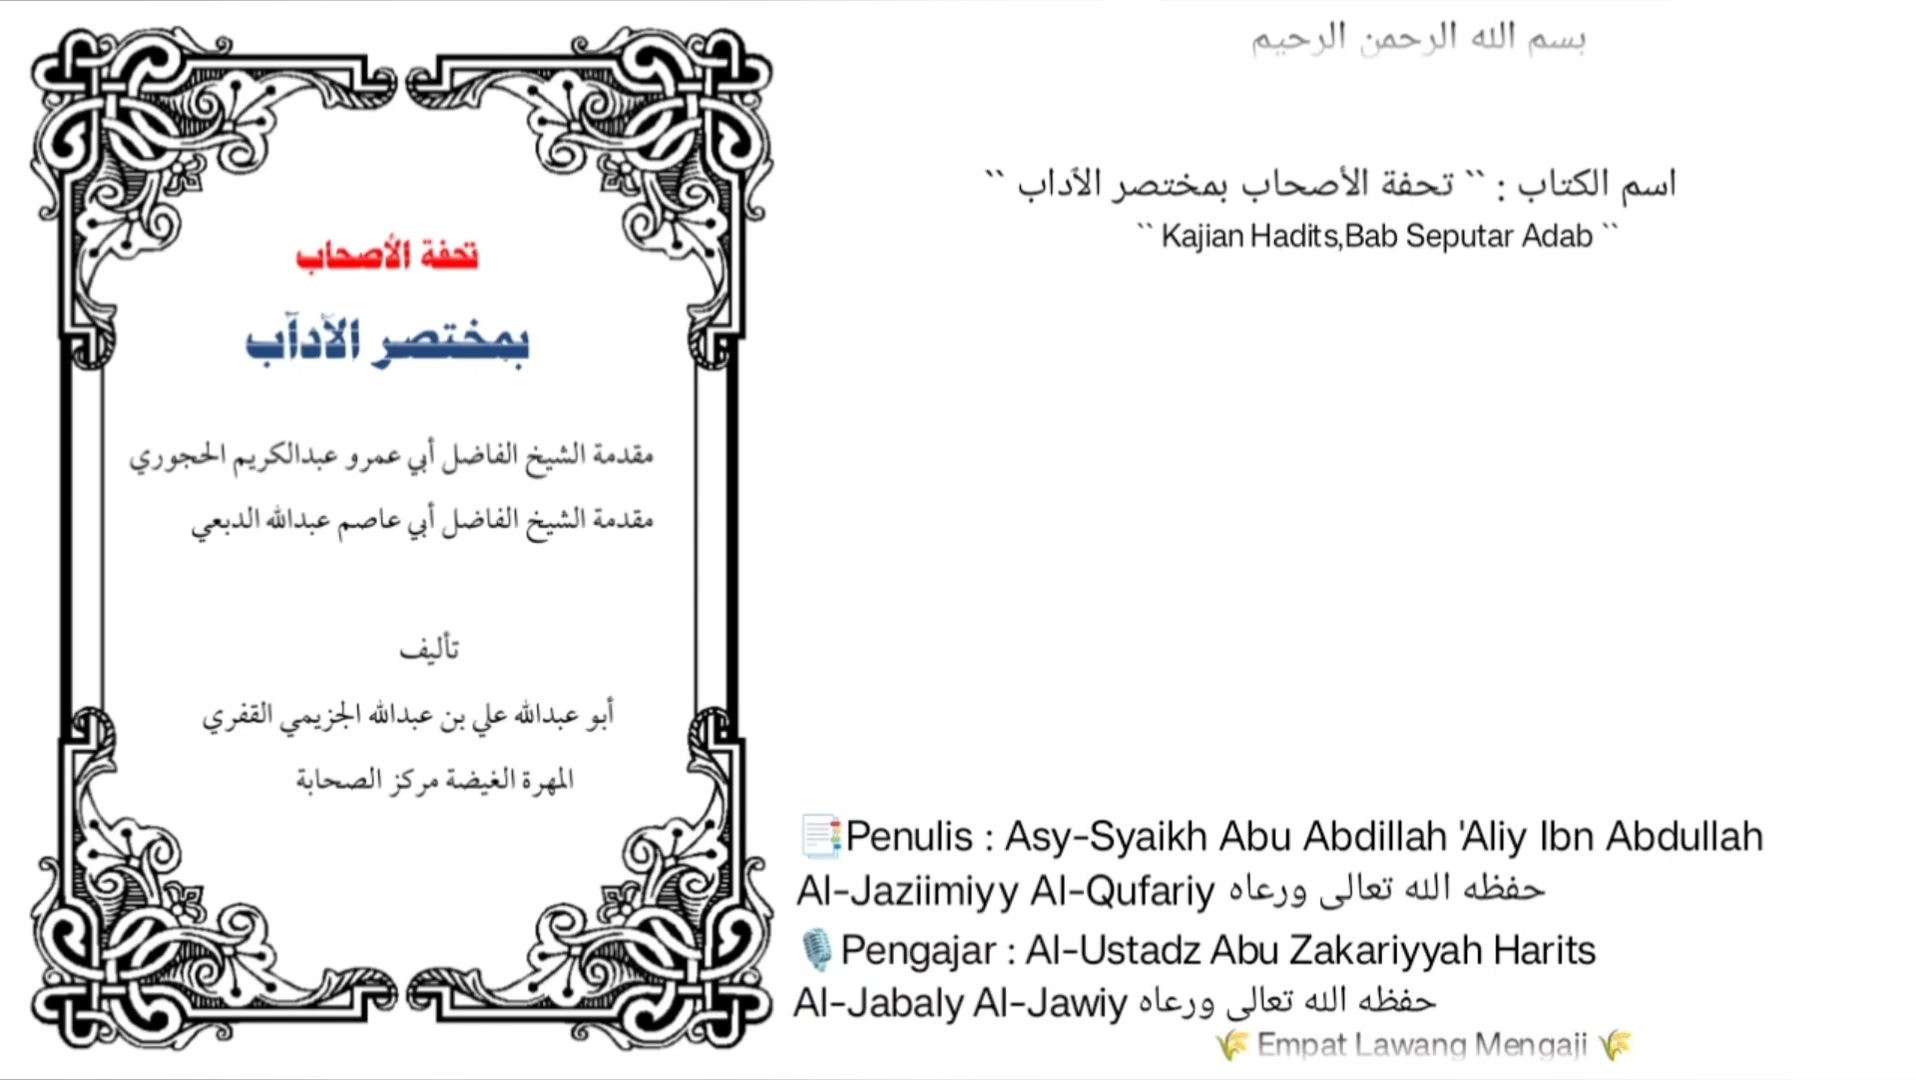 تحفة الأصحاب
بمختصر الآدآب
مقدمة الشيخ الفاضل أبي عمرو عبدالكريم الحجوري
مقدمة الشيخ الفاضل أبي عاصم عبدالله الدبعي
تأليف
أبو عبدالله علي بن عبدالله الجزيمي القفري
المهرة الغيضة مركز الصحابة
بسم الله الرحمن الرحيم
اسم الكتاب : `` تحفة الأصحاب بمختصر الأداب ``
`` Kajian Hadits,Bab Seputar Adab ``
📑Penulis : Asy-Syaikh Abu Abdillah 'Aliy Ibn Abdullah
Al-Jaziimiyy Al-Qufariy حفظه الله تعالى ورعاه
🎙️Pengajar : Al-Ustadz Abu Zakariyyah Harits
Al-Jabaly Al-Jawiy حفظه الله تعالى ورعاه
🌾 Empat Lawang Mengaji 🌾